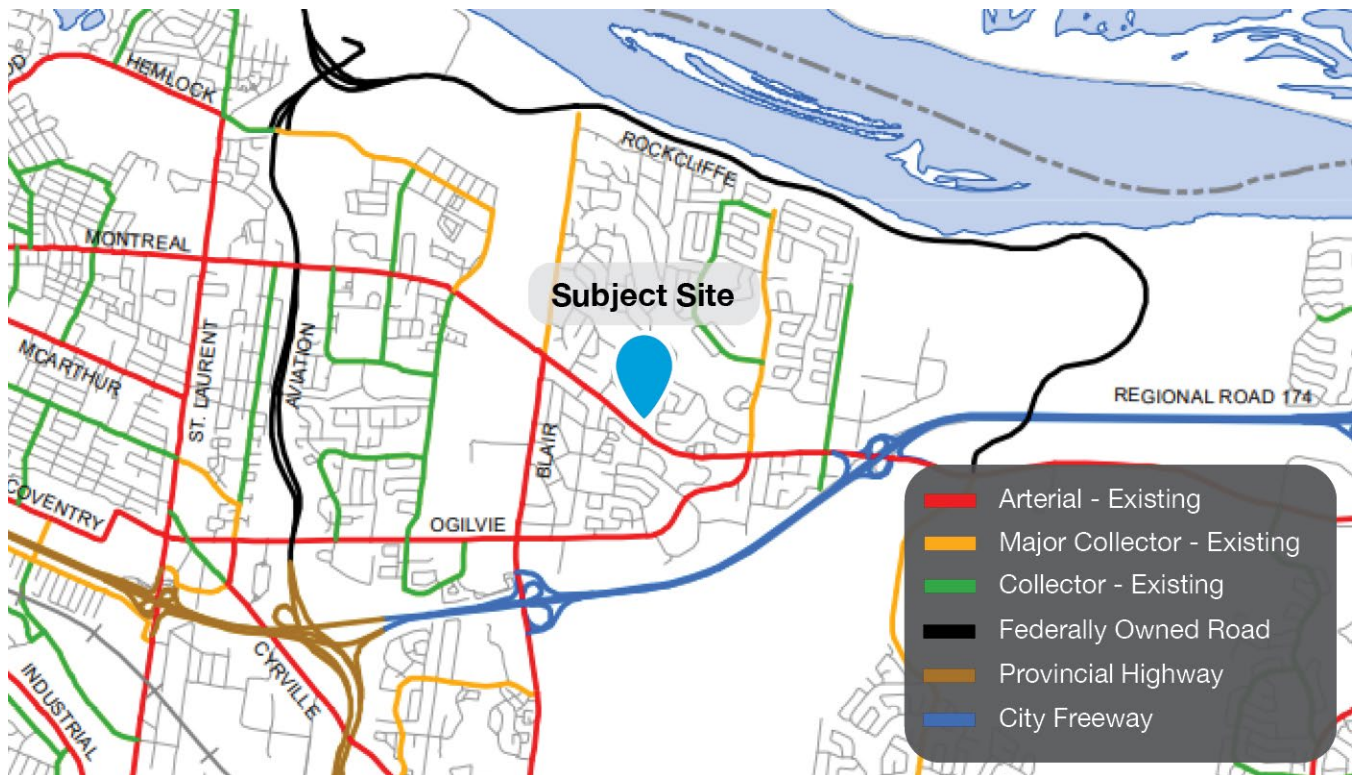 HEMLOCK
ROCKCLIFFE
MONTREAL
Subject Site
MCARTHUR
ST. LAURENT
AVIATION
BLAIR
REGIONAL ROAD 174
COVENTRY
OGILVIE
CYRVILLE
INDUSTRIAL
Arterial - Existing
Major Collector - Existing
Collector - Existing
Federally Owned Road
Provincial Highway
City Freeway